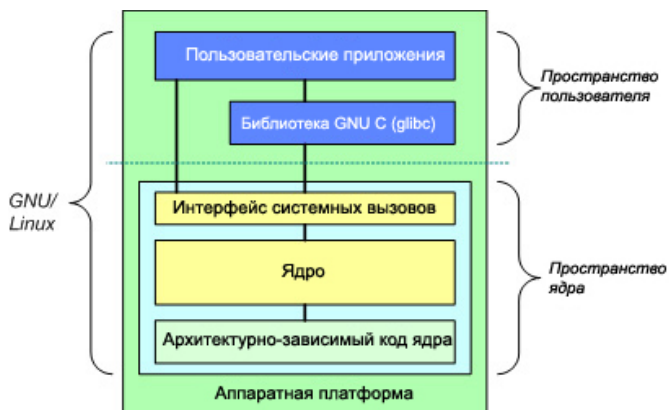 Пользовательские приложения
Библиотека GNU C (glibc)
Пространство
пользователя
GNU/
Linux
Интерфейс системных вызовов
Ядро
Архитектурно-зависимый код ядра
Пространство
ядра
Аппаратная платформа